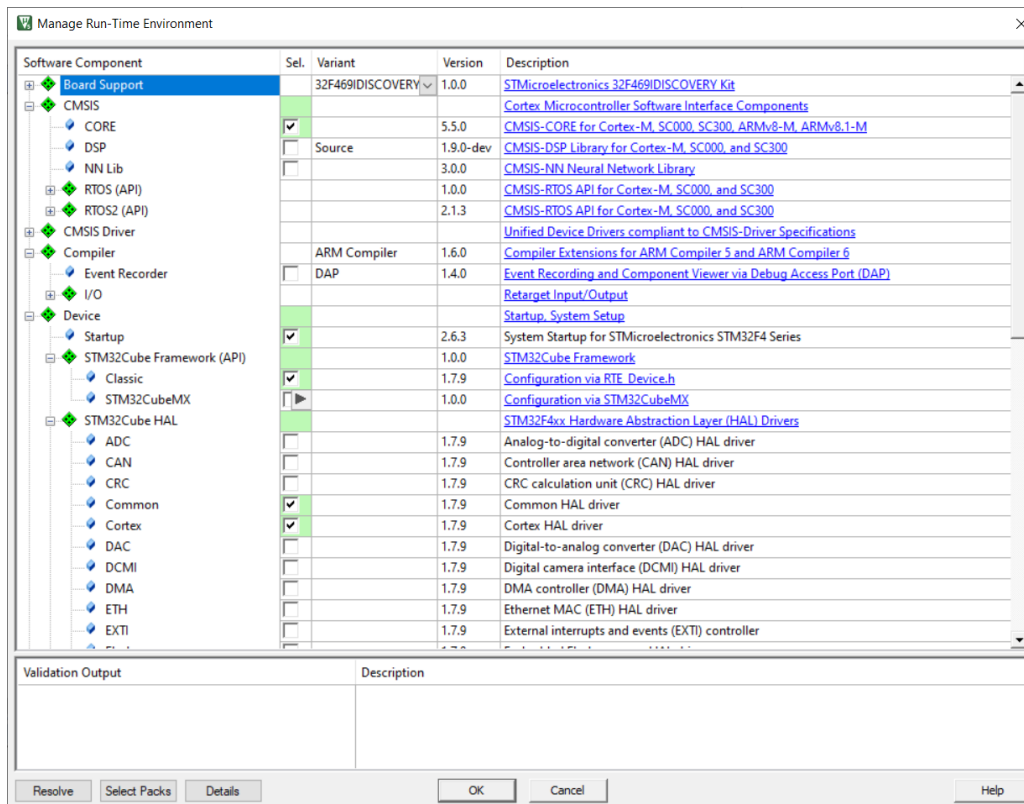 Manage Run-Time Environment
Software Component Sel. Variant Version Description
Board Support 32F469IDISCOVERY 1.0.0 STMicroelectronics 32F469IDISCOVERY Kit
CMSIS Cortex Microcontroller Software Interface Components
CORE 5.5.0 CMSIS-CORE for Cortex-M, SC000, SC300, ARMv8-M, ARMv8.1-M
DSP Source 1.9.0-dev CMSIS-DSP Library for Cortex-M, SC000, and SC300
NN Lib 3.0.0 CMSIS-NN Neural Network Library
RTOS (API) 1.0.0 CMSIS-RTOS API for Cortex-M, SC000, and SC300
RTOS2 (API) 2.1.3 CMSIS-RTOS API for Cortex-M, SC000, and SC300
CMSIS Driver Unified Device Drivers compliant to CMSIS-Driver Specifications
Compiler ARM Compiler 1.6.0 Compiler Extensions for ARM Compiler 5 and ARM Compiler 6
Event Recorder DAP 1.4.0 Event Recording and Component Viewer via Debug Access Port (DAP)
I/O Retarget Input/Output
Device Startup, System Setup
Startup 2.6.3 System Startup for STMicroelectronics STM32F4 Series
STM32Cube Framework (API) 1.0.0 STM32Cube Framework
Classic 1.7.9 Configuration via RTE_Device.h
STM32CubeMX 1.0.0 Configuration via STM32CubeMX
STM32Cube HAL STM32F4xx Hardware Abstraction Layer (HAL) Drivers
ADC 1.7.9 Analog-to-digital converter (ADC) HAL driver
CAN 1.7.9 Controller area network (CAN) HAL driver
CRC 1.7.9 CRC calculation unit (CRC) HAL driver
Common 1.7.9 Common HAL driver
Cortex 1.7.9 Cortex HAL driver
DAC 1.7.9 Digital-to-analog converter (DAC) HAL driver
DCMI 1.7.9 Digital camera interface (DCMI) HAL driver
DMA 1.7.9 DMA controller (DMA) HAL driver
ETH 1.7.9 Ethernet MAC (ETH) HAL driver
EXTI 1.7.9 External interrupts and events (EXTI) controller
Validation Output Description
Resolve Select Packs Details OK Cancel Help